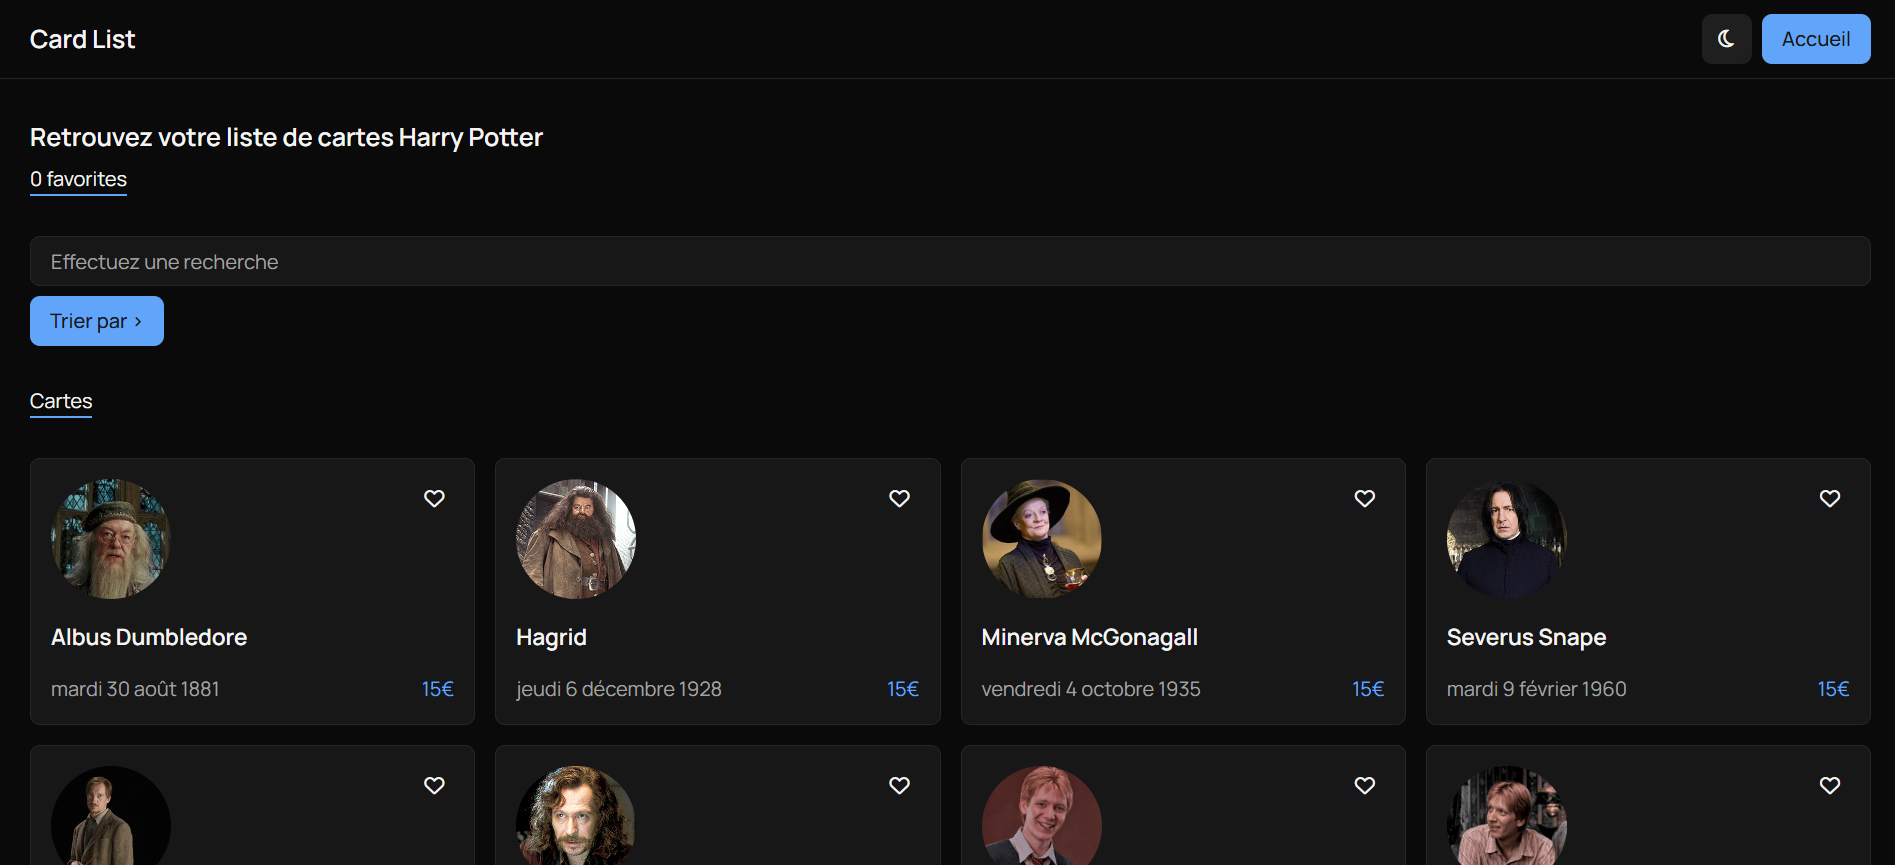 Card List
Accueil
Retrouvez votre liste de cartes Harry Potter
0 favorites
Effectuez une recherche
Trier par ›
Cartes
Albus Dumbledore
mardi 30 août 1881
15€
Hagrid
jeudi 6 décembre 1928
15€
Minerva McGonagall
vendredi 4 octobre 1935
15€
Severus Snape
mardi 9 février 1960
15€